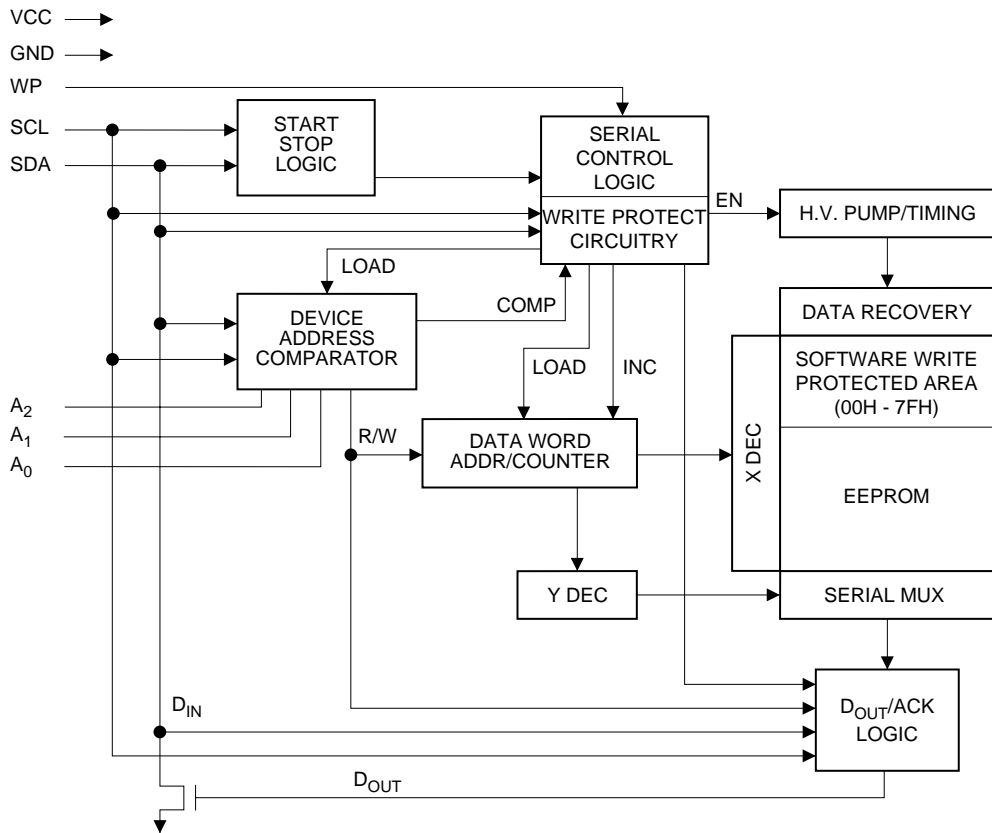 VCC
GND
WP
SCL
SDA
START
STOP
LOGIC
SERIAL
CONTROL
LOGIC
WRITE PROTECT
CIRCUITRY
EN
H.V. PUMP/TIMING
LOAD
COMP
DEVICE
ADDRESS
COMPARATOR
DATA RECOVERY
SOFTWARE WRITE
PROTECTED AREA
(00H - 7FH)
LOAD
INC
A2
A1
A0
R/W
DATA WORD
ADDR/COUNTER
X DEC
EEPROM
Y DEC
SERIAL MUX
DIN
DOUT/ACK
LOGIC
DOUT